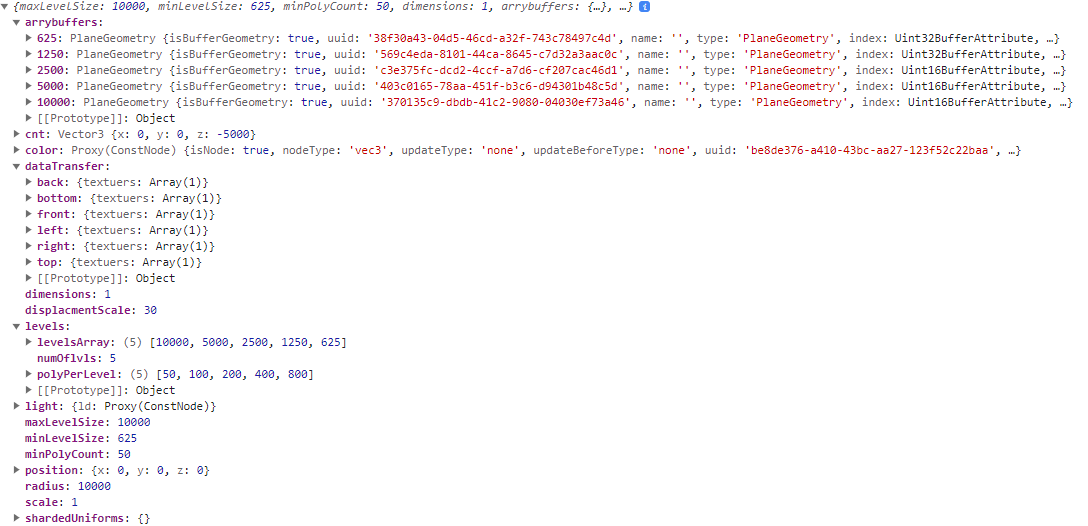 {maxLevelSize: 10000, minLevelSize: 625, minPolyCount: 50, dimensions: 1, arrybuffers: {…}, …} i
arrybuffers:
625: PlaneGeometry {isBufferGeometry: true, uuid: '38f30a43-04d5-46cd-a32f-743c78497c4d', name: '', type: 'PlaneGeometry', index: Uint32BufferAttribute, …}
1250: PlaneGeometry {isBufferGeometry: true, uuid: '569c4eda-8101-44ca-8645-c7d32a3aac0c', name: '', type: 'PlaneGeometry', index: Uint32BufferAttribute, …}
2500: PlaneGeometry {isBufferGeometry: true, uuid: 'c3e375fc-dcd2-4ccf-a7d6-cf207cac46d1', name: '', type: 'PlaneGeometry', index: Uint16BufferAttribute, …}
5000: PlaneGeometry {isBufferGeometry: true, uuid: '403c0165-78aa-451f-b3c6-d94301b48c5d', name: '', type: 'PlaneGeometry', index: Uint16BufferAttribute, …}
10000: PlaneGeometry {isBufferGeometry: true, uuid: '370135c9-dbdb-41c2-9080-04030ef73a46', name: '', type: 'PlaneGeometry', index: Uint16BufferAttribute, …}
[[Prototype]]: Object
cnt: Vector3 {x: 0, y: 0, z: -5000}
color: Proxy(ConstNode) {isNode: true, nodeType: 'vec3', updateType: 'none', updateBeforeType: 'none', uuid: 'be8de376-a410-43bc-aa27-123f52c22baa', …}
dataTransfer:
back: {textuers: Array(1)}
bottom: {textuers: Array(1)}
front: {textuers: Array(1)}
left: {textuers: Array(1)}
right: {textuers: Array(1)}
top: {textuers: Array(1)}
[[Prototype]]: Object
dimensions: 1
displacmentScale: 30
levels:
levelsArray: (5) [10000, 5000, 2500, 1250, 625]
numOflvls: 5
polyPerLevel: (5) [50, 100, 200, 400, 800]
[[Prototype]]: Object
light: {ld: Proxy(ConstNode)}
maxLevelSize: 10000
minLevelSize: 625
minPolyCount: 50
position: {x: 0, y: 0, z: 0}
radius: 10000
scale: 1
shardedUniforms: {}